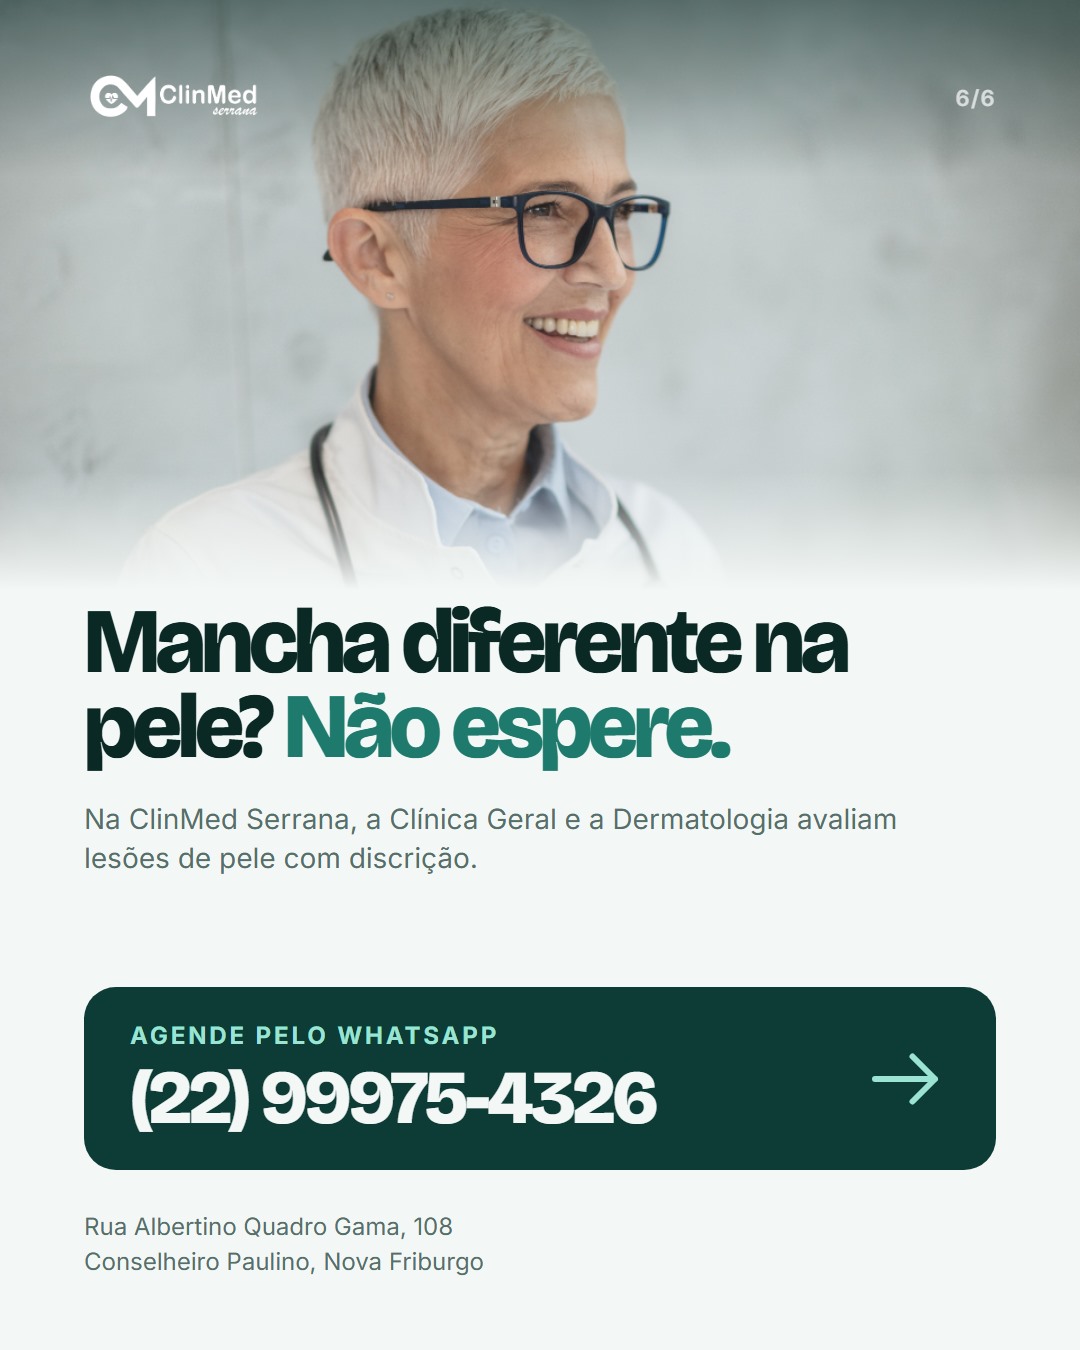 CM ClinMed
serrana
6/6
Mancha diferente na
pele? Não espere.
Na ClinMed Serrana, a Clínica Geral e a Dermatologia avaliam
lesões de pele com discrição.
AGENDE PELO WHATSAPP
(22) 99975-4326
Rua Albertino Quadro Gama, 108
Conselheiro Paulino, Nova Friburgo